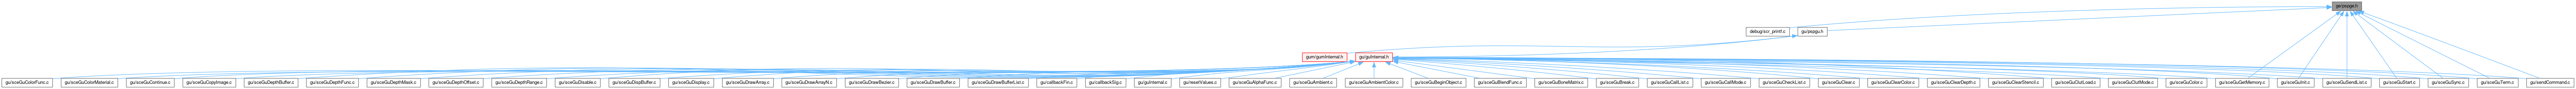 ge/pspge.h
debug/scr_printf.c
gu/pspgu.h
gum/gumInternal.h
gu/guInternal.h
gu/sceGuColorFunc.c
gu/sceGuColorMaterial.c
gu/sceGuContinue.c
gu/sceGuCopyImage.c
gu/sceGuDepthBuffer.c
gu/sceGuDepthFunc.c
gu/sceGuDepthMask.c
gu/sceGuDepthOffset.c
gu/sceGuDepthRange.c
gu/sceGuDisable.c
gu/sceGuDispBuffer.c
gu/sceGuDisplay.c
gu/sceGuDrawArray.c
gu/sceGuDrawArrayN.c
gu/sceGuDrawBezier.c
gu/sceGuDrawBuffer.c
gu/sceGuDrawBufferList.c
gu/callbackFin.c
gu/callbackSig.c
gu/guInternal.c
gu/resetValues.c
gu/sceGuAlphaFunc.c
gu/sceGuAmbient.c
gu/sceGuAmbientColor.c
gu/sceGuBeginObject.c
gu/sceGuBlendFunc.c
gu/sceGuBoneMatrix.c
gu/sceGuBreak.c
gu/sceGuCallList.c
gu/sceGuCallMode.c
gu/sceGuCheckList.c
gu/sceGuClear.c
gu/sceGuClearColor.c
gu/sceGuClearDepth.c
gu/sceGuClearStencil.c
gu/sceGuClutLoad.c
gu/sceGuClutMode.c
gu/sceGuColor.c
gu/sceGuGetMemory.c
gu/sceGuInit.c
gu/sceGuSendList.c
gu/sceGuStart.c
gu/sceGuSync.c
gu/sceGuTerm.c
gu/sendCommand.c